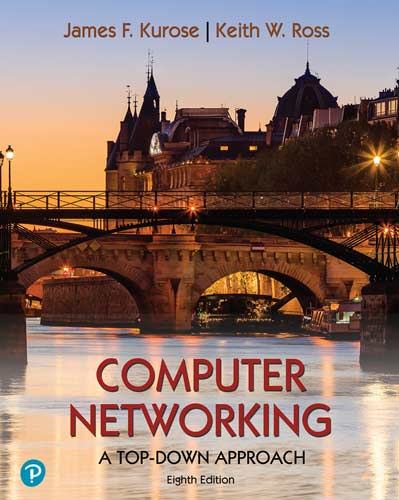 James F. Kurose | Keith W. Ross
COMPUTER
NETWORKING
A TOP-DOWN APPROACH
Eighth Edition
P